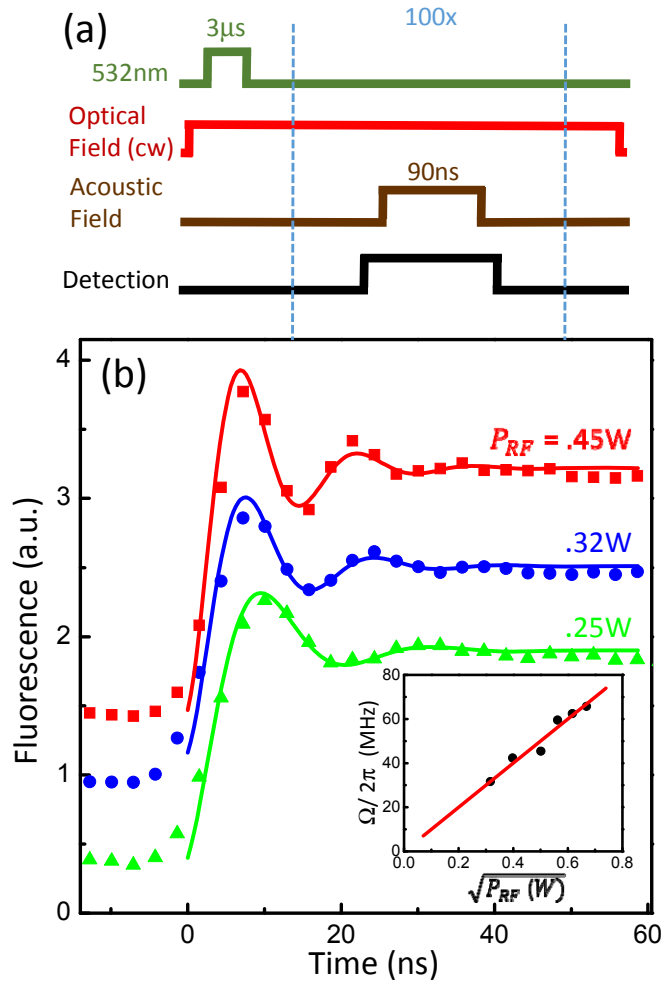 (a)
3μs
100x
532nm
Optical
Field (cw)
Acoustic
Field
90ns
Detection
(b)
4
3
2
1
0
Fluorescence (a.u.)
P_RF = .45W
.32W
.25W
80
60
40
20
0
Ω/ 2π (MHz)
0.0 0.2 0.4 0.6 0.8
√P_RF (W)
0 20 40 60
Time (ns)